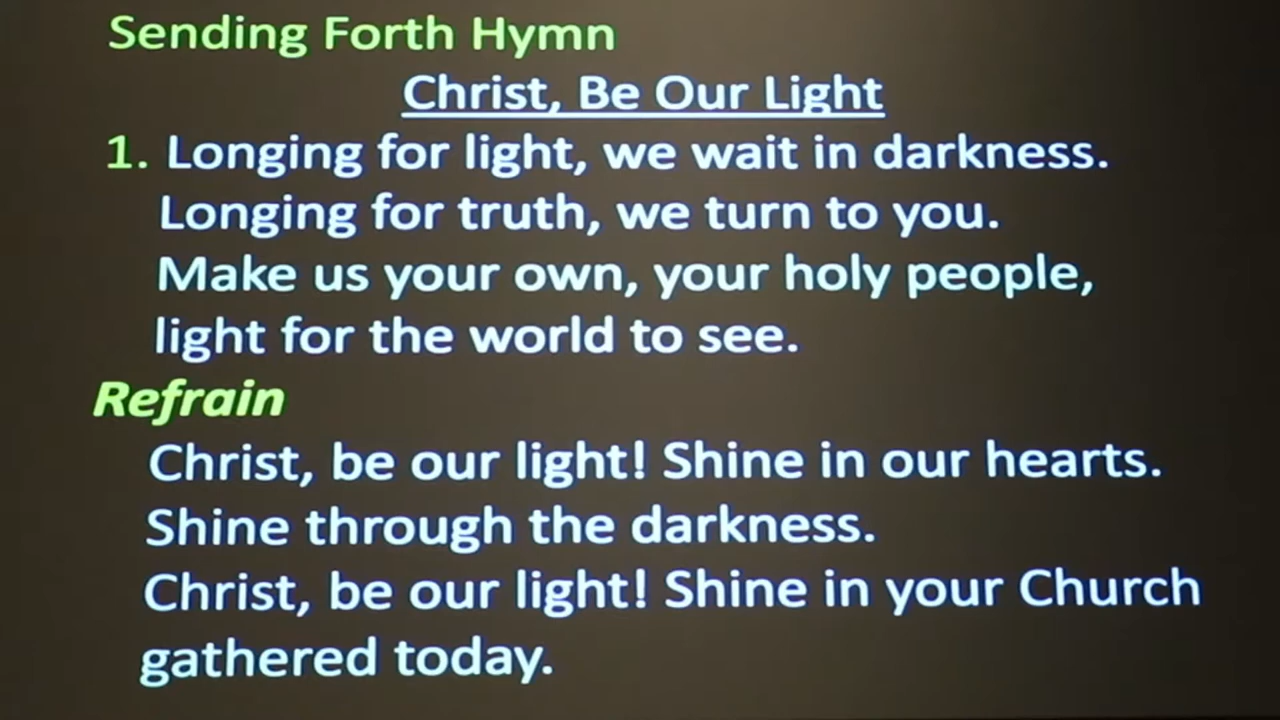 Sending Forth Hymn
Christ, Be Our Light
1. Longing for light, we wait in darkness.
Longing for truth, we turn to you.
Make us your own, your holy people,
light for the world to see.
Refrain
Christ, be our light! Shine in our hearts.
Shine through the darkness.
Christ, be our light! Shine in your Church
gathered today.